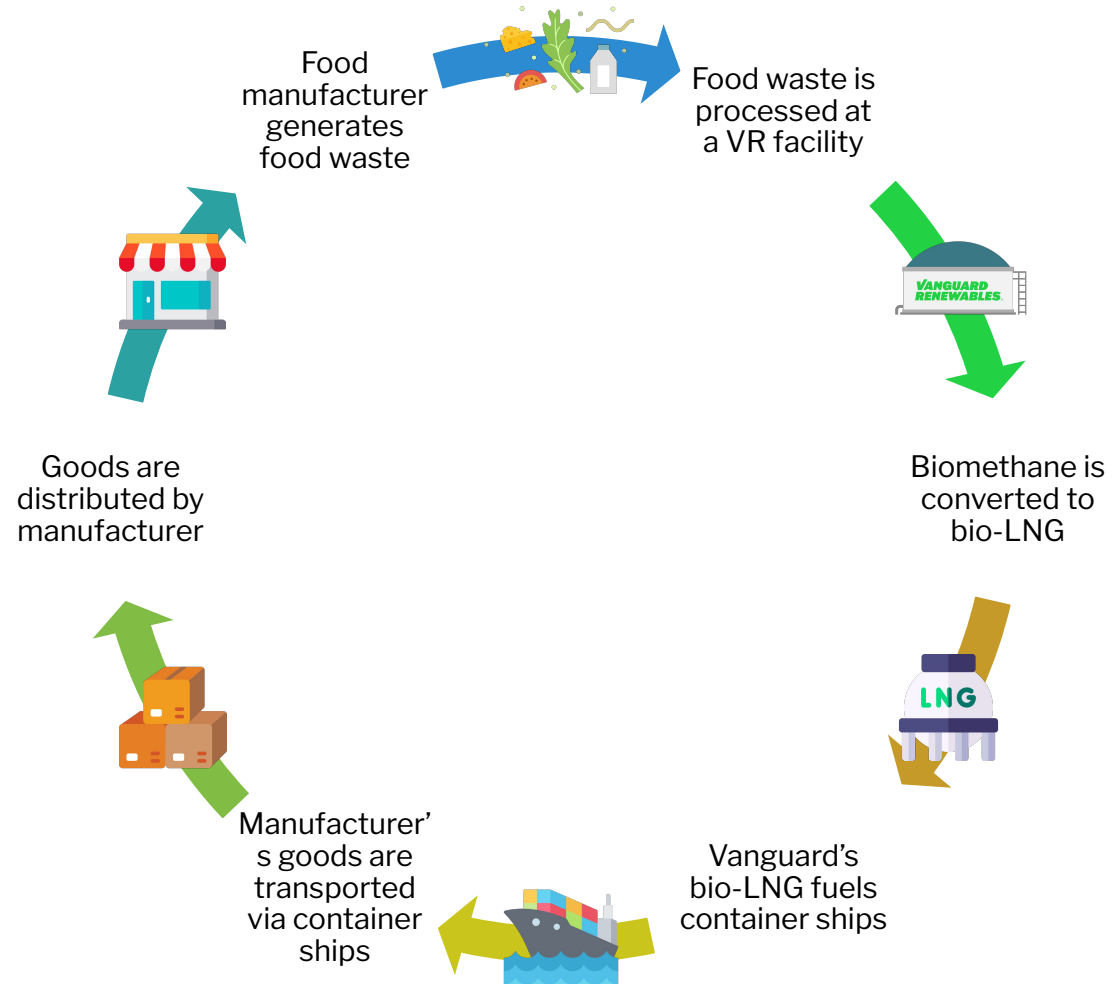 Food
manufacturer
generates
food waste
Food waste is
processed at
a VR facility
VANGUARD
RENEWABLES
Biomethane is
converted to
bio-LNG
LNG
Vanguard’s
bio-LNG fuels
container ships
Manufacturer’
s goods are
transported
via container
ships
Goods are
distributed by
manufacturer